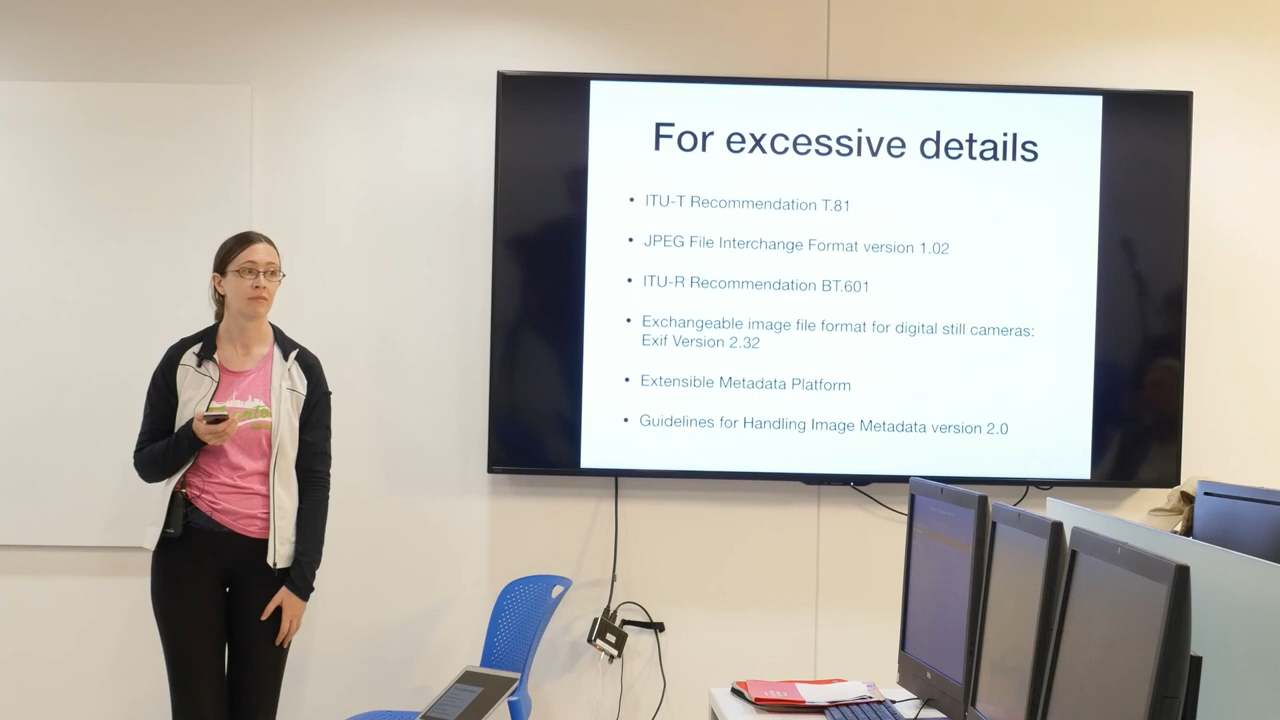 For excessive details
• ITU-T Recommendation T.81
• JPEG File Interchange Format version 1.02
• ITU-R Recommendation BT.601
• Exchangeable image file format for digital still cameras:
Exif Version 2.32
• Extensible Metadata Platform
• Guidelines for Handling Image Metadata version 2.0